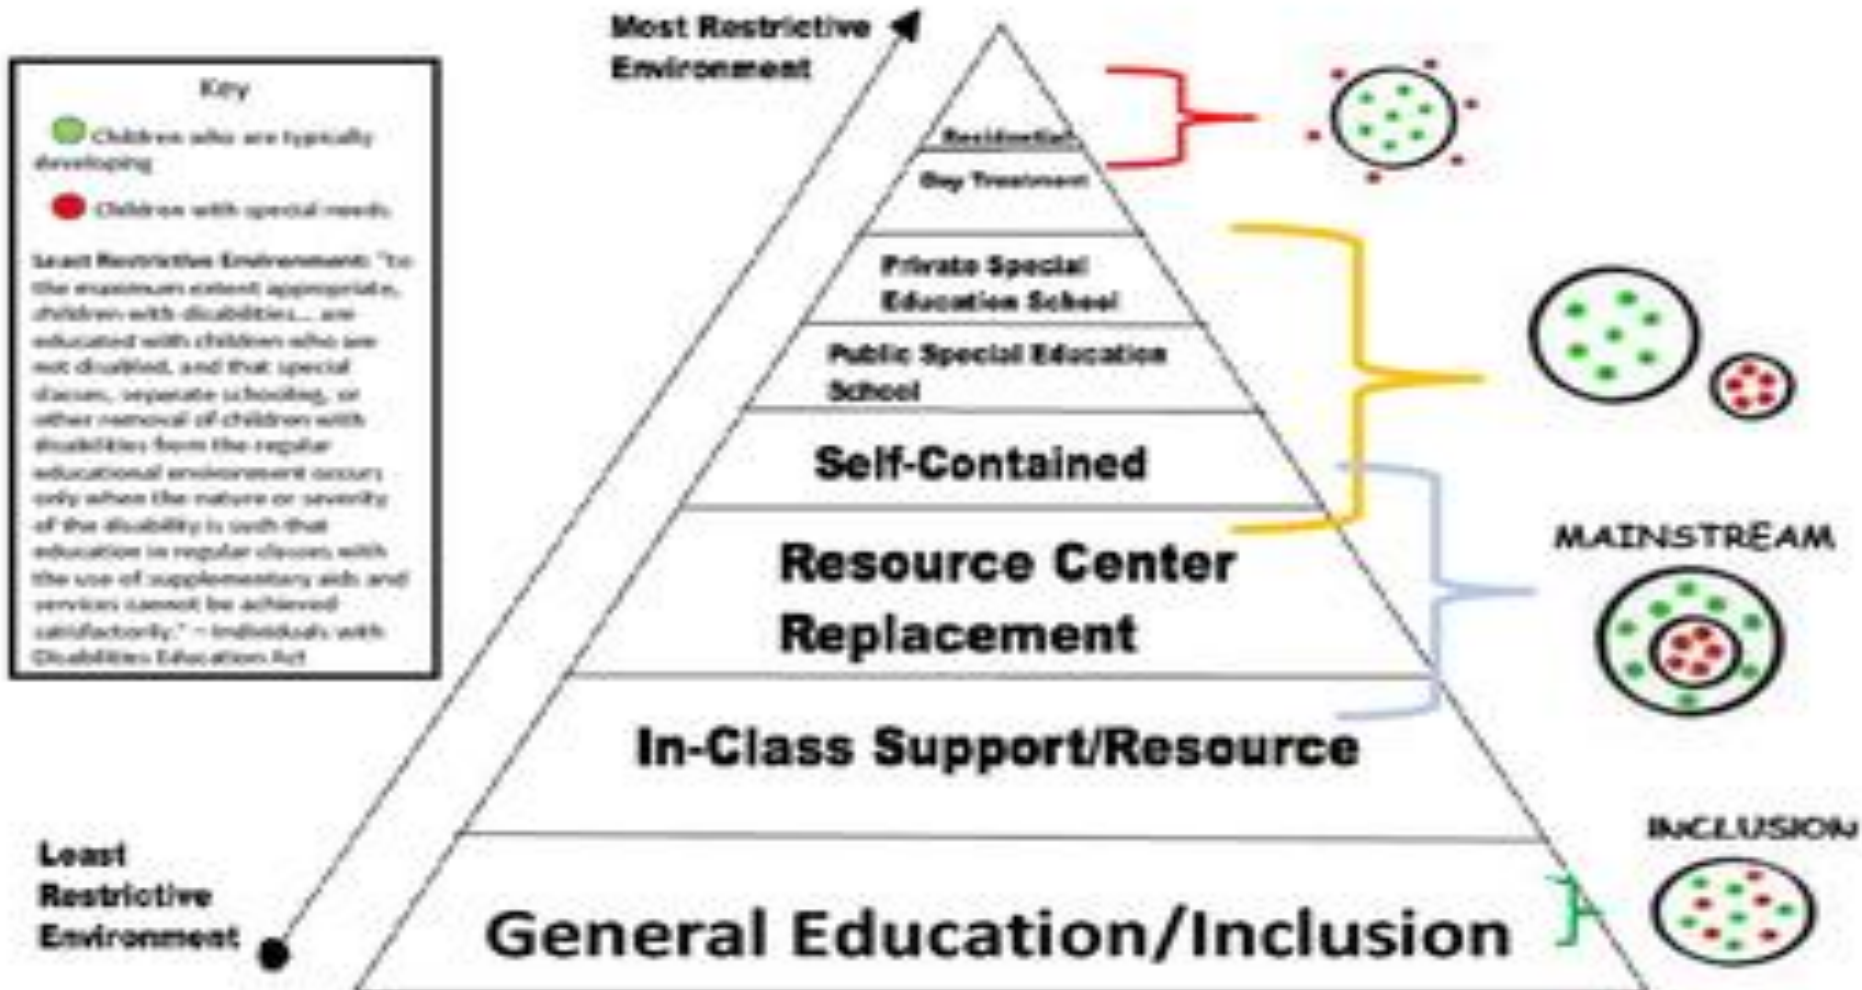 Most Restrictive
Environment
Key
Children who are typically
developing
Children with special needs
Least Restrictive Environment: "to
the maximum extent appropriate,
children with disabilities... are
educated with children who are
not disabled, and that special
classes, separate schooling, or
other removal of children with
disabilities from the regular
educational environment occurs
only when the nature or severity
of the disability is such that
education in regular classes with
the use of supplementary aids and
services cannot be achieved
satisfactorily." – Individuals with
Disabilities Education Act
Least
Restrictive
Environment
Residential
Day Treatment
Private Special
Education School
Public Special Education
School
Self-Contained
Resource Center
Replacement
In-Class Support/Resource
General Education/Inclusion
MAINSTREAM
INCLUSION